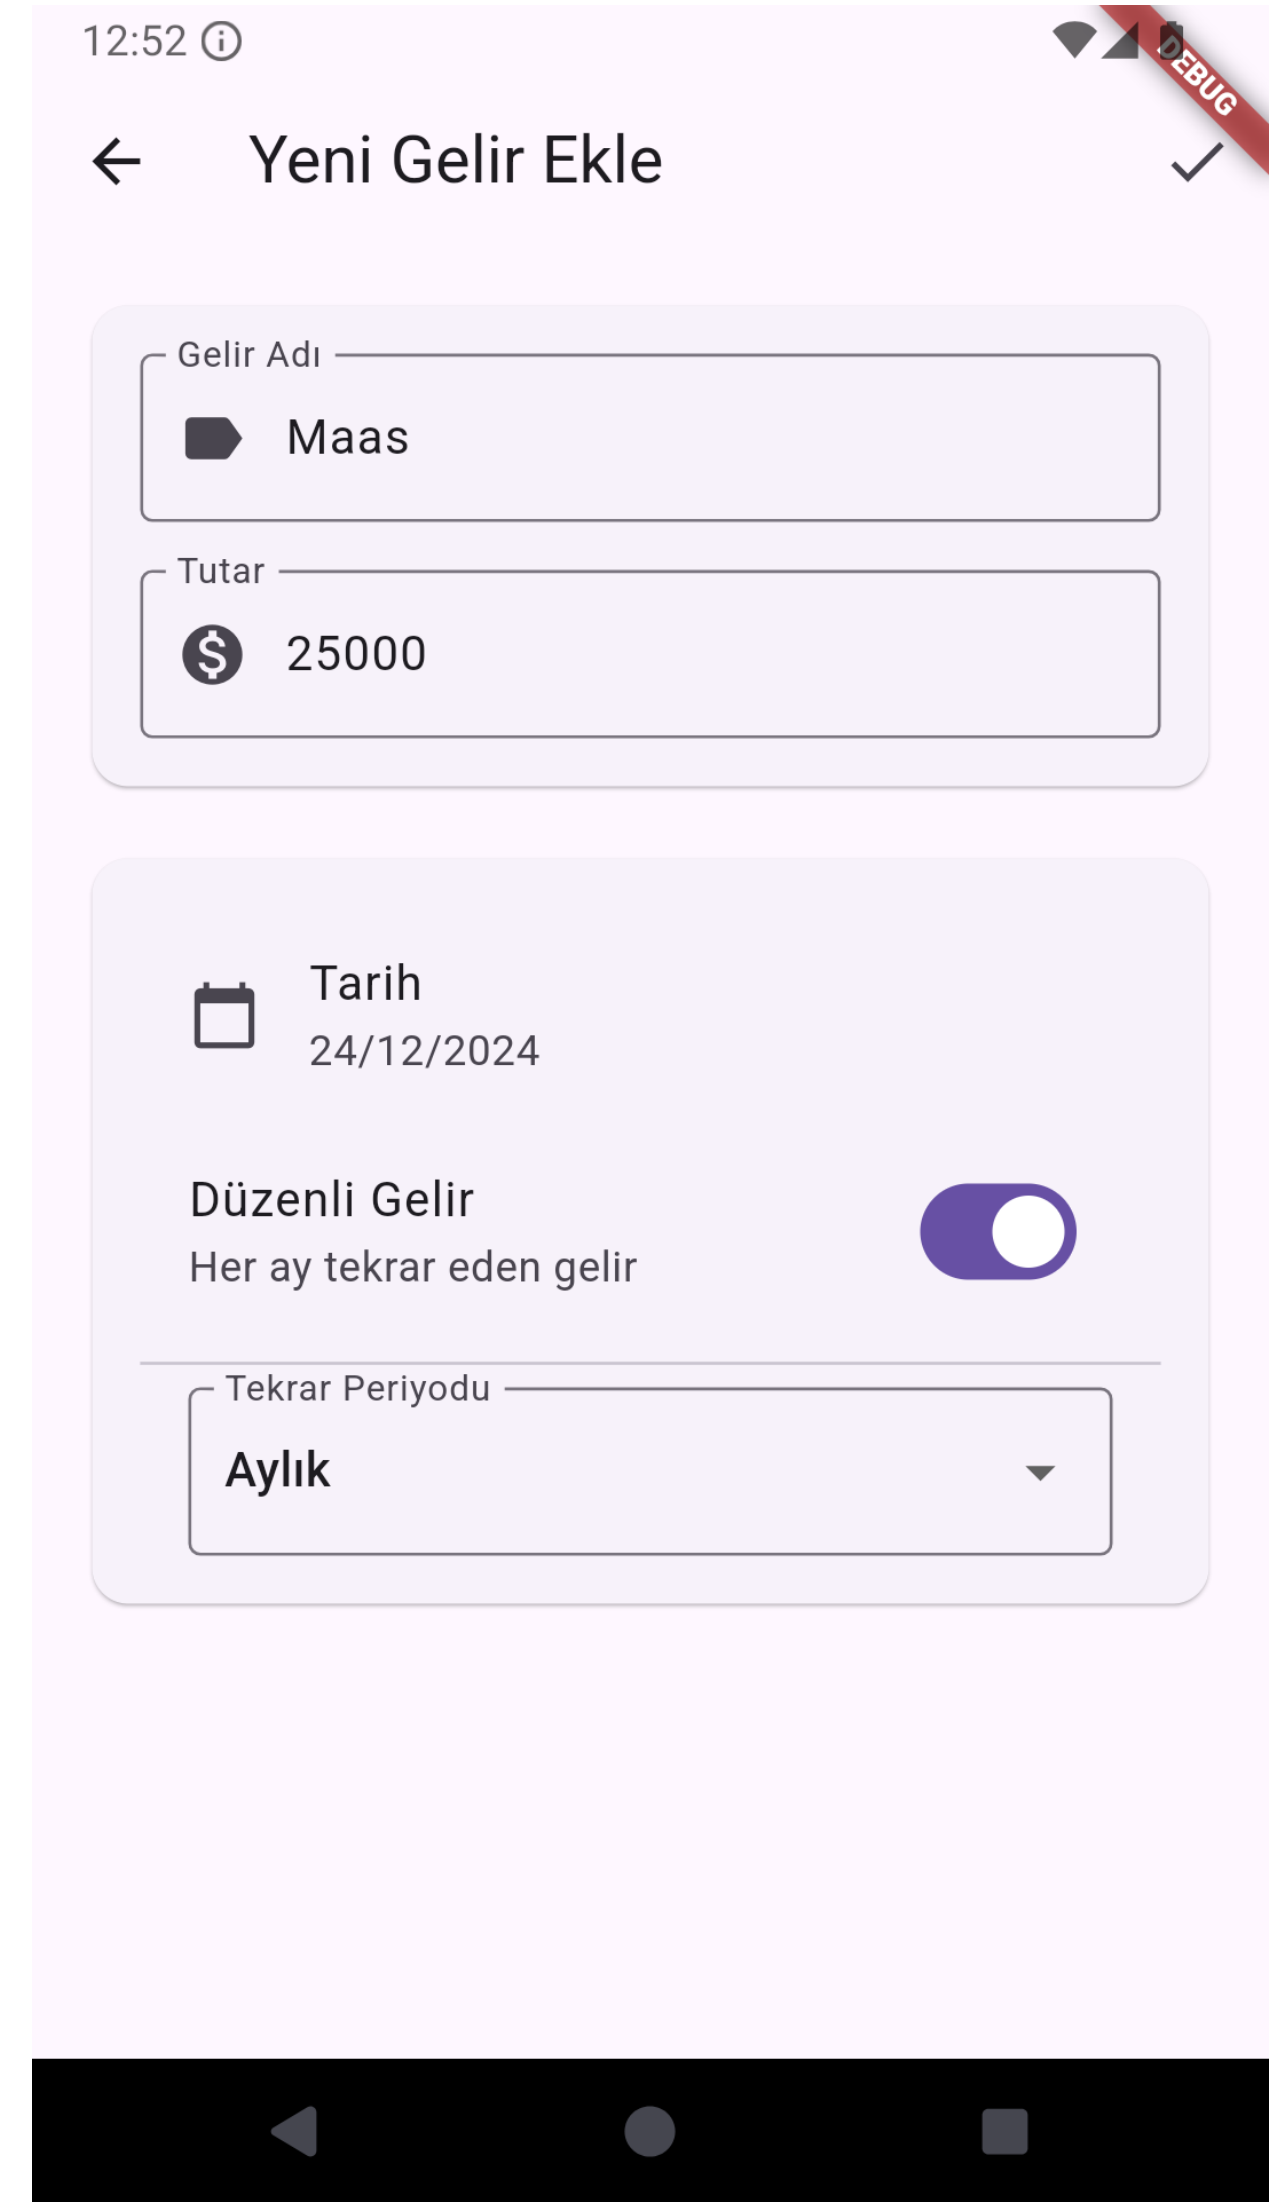 12:52
DEBUG
Yeni Gelir Ekle
Gelir Adı
Maas
Tutar
25000
Tarih
24/12/2024
Düzenli Gelir
Her ay tekrar eden gelir
Tekrar Periyodu
Aylık